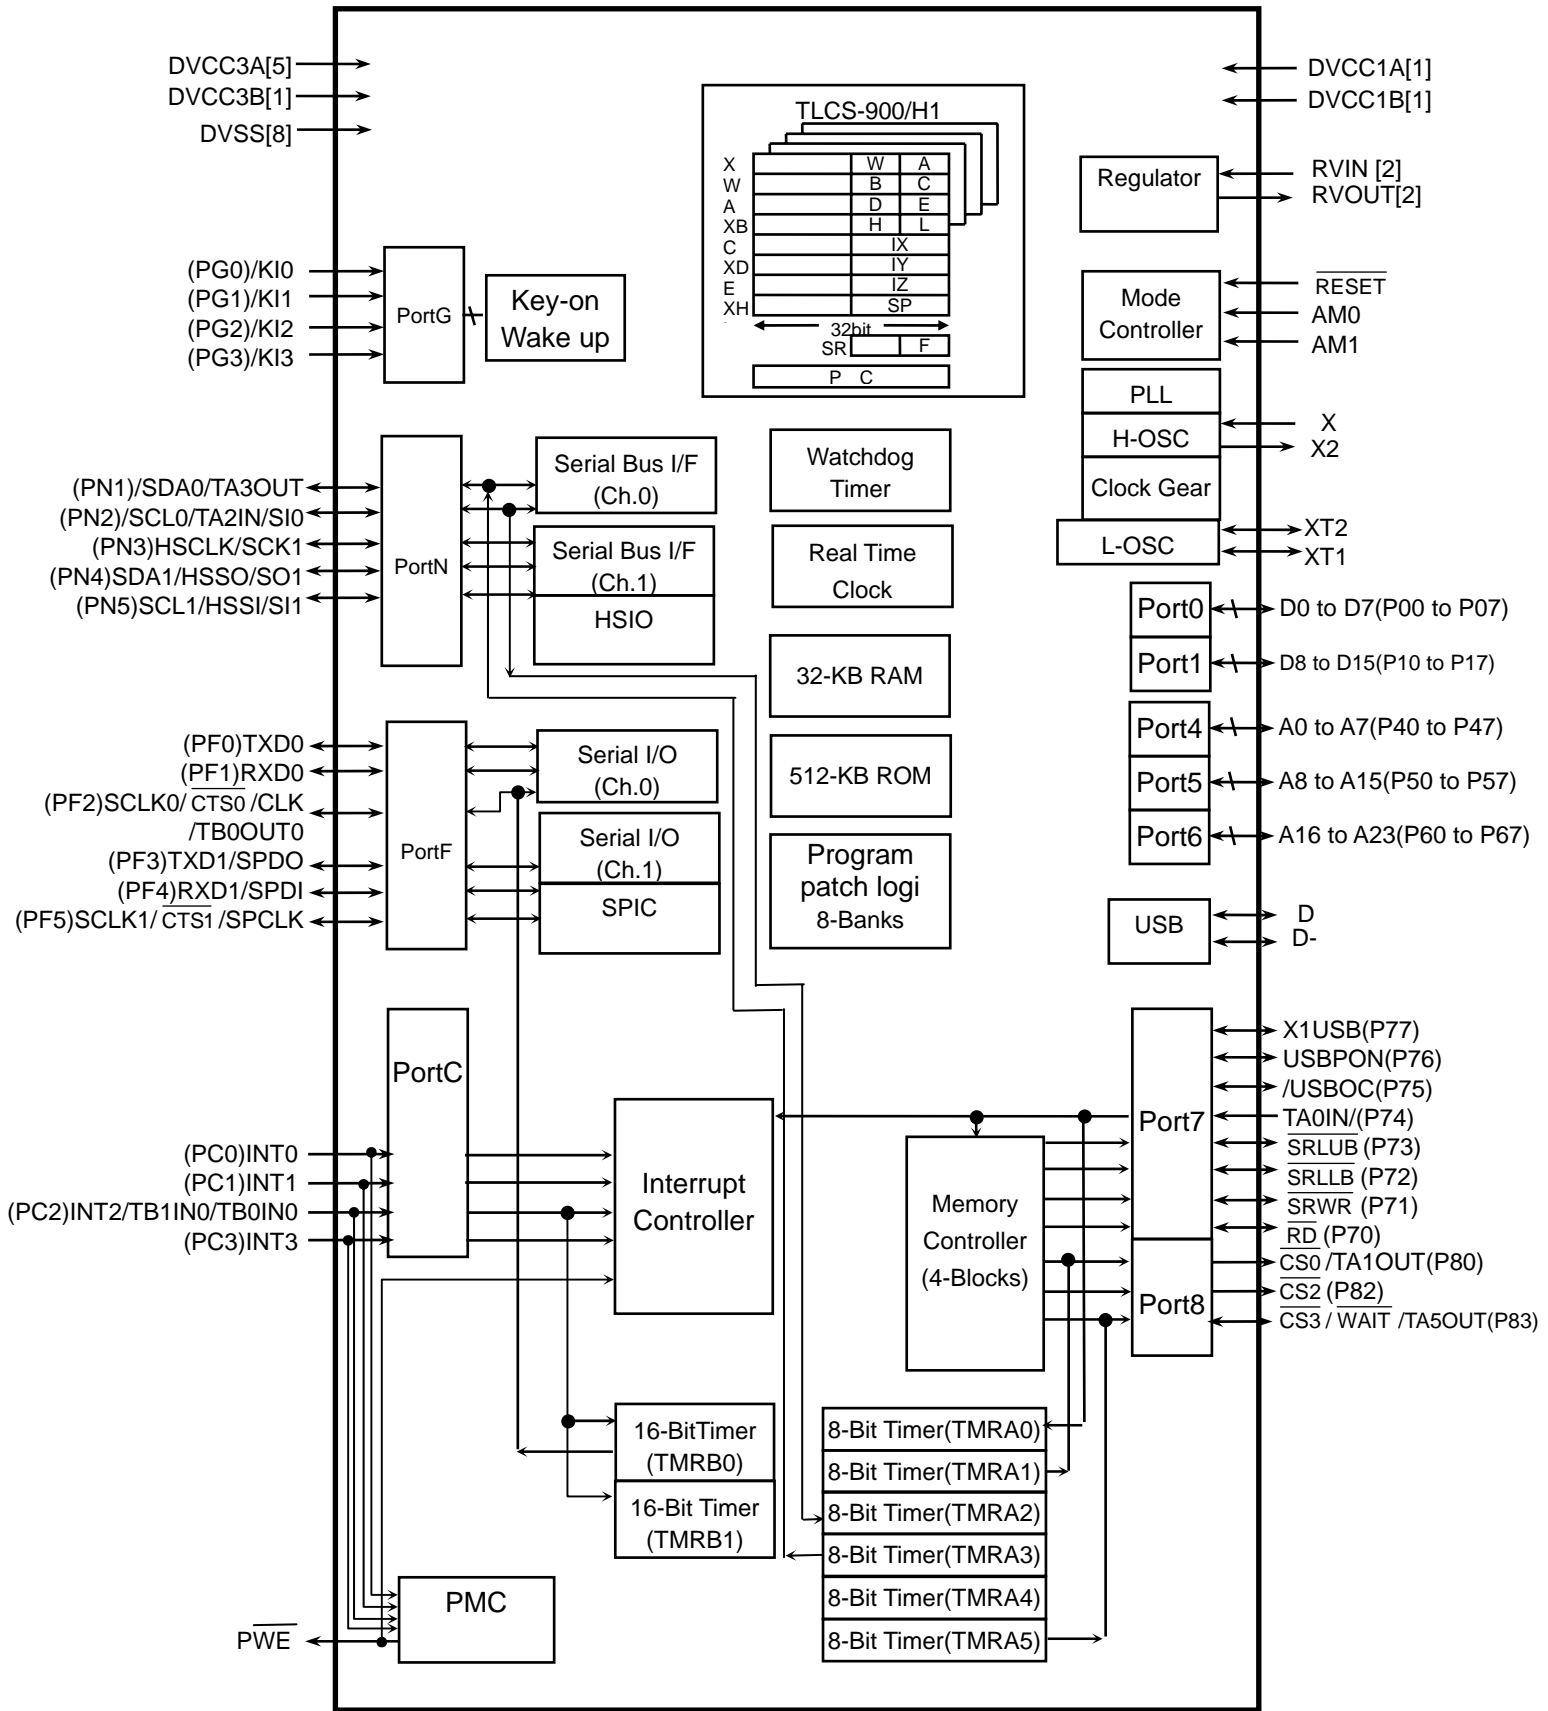 DVCC3A[5]
DVCC3B[1]
DVSS[8]
DVCC1A[1]
DVCC1B[1]
TLCS-900/H1
X
W
A
XB
C
XD
E
XH
W A
B C
D E
H L
IX
IY
IZ
SP
32bit
SR
F
P C
Regulator
RVIN [2]
RVOUT[2]
(PG0)/KI0
(PG1)/KI1
(PG2)/KI2
(PG3)/KI3
PortG
Key-on
Wake up
Mode
Controller
RESET
AM0
AM1
PLL
H-OSC
Clock Gear
L-OSC
X
X2
XT2
XT1
(PN1)/SDA0/TA3OUT
(PN2)/SCL0/TA2IN/SI0
(PN3)HSCLK/SCK1
(PN4)SDA1/HSSO/SO1
(PN5)SCL1/HSSI/SI1
PortN
Serial Bus I/F
(Ch.0)
Serial Bus I/F
(Ch.1)
HSIO
Watchdog
Timer
Real Time
Clock
32-KB RAM
512-KB ROM
Program
patch logi
8-Banks
Port0
D0 to D7(P00 to P07)
Port1
D8 to D15(P10 to P17)
Port4
A0 to A7(P40 to P47)
Port5
A8 to A15(P50 to P57)
Port6
A16 to A23(P60 to P67)
(PF0)TXD0
(PF1)RXD0
(PF2)SCLK0/ CTS0 /CLK
/TB0OUT0
(PF3)TXD1/SPDO
(PF4)RXD1/SPDI
(PF5)SCLK1/ CTS1 /SPCLK
PortF
Serial I/O
(Ch.0)
Serial I/O
(Ch.1)
SPIC
USB
D
D-
PortC
(PC0)INT0
(PC1)INT1
(PC2)INT2/TB1IN0/TB0IN0
(PC3)INT3
Interrupt
Controller
Memory
Controller
(4-Blocks)
Port7
Port8
X1USB(P77)
USBPON(P76)
/USBOC(P75)
TA0IN/(P74)
SRLUB (P73)
SRLLB (P72)
SRWR (P71)
RD (P70)
CS0 /TA1OUT(P80)
CS2 (P82)
CS3 / WAIT /TA5OUT(P83)
16-BitTimer
(TMRB0)
16-Bit Timer
(TMRB1)
8-Bit Timer(TMRA0)
8-Bit Timer(TMRA1)
8-Bit Timer(TMRA2)
8-Bit Timer(TMRA3)
8-Bit Timer(TMRA4)
8-Bit Timer(TMRA5)
PMC
PWE